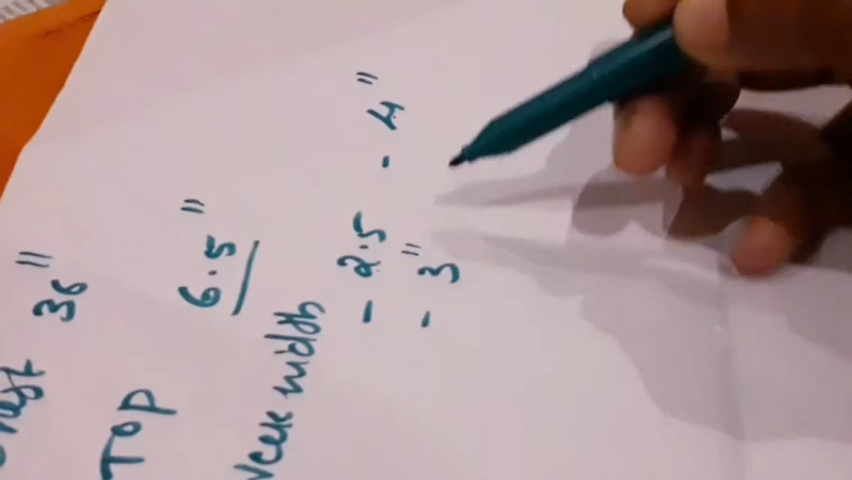 36"
Top 6.5"
Neck width
- 2.5 - 4"
- 3"